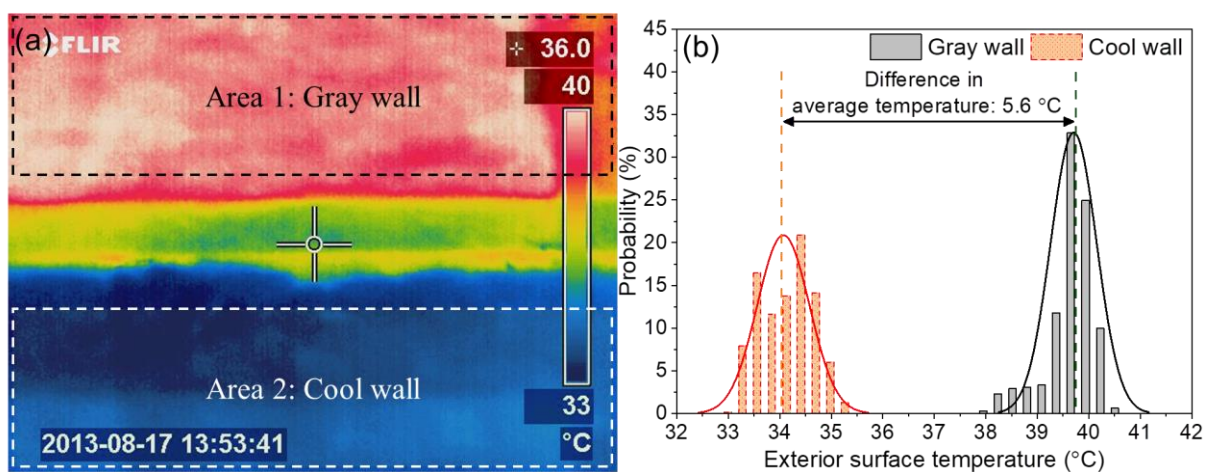 (a)
FLIR
36.0
40
Area 1: Gray wall
Area 2: Cool wall
33
2013-08-17 13:53:41
°C
(b)
Gray wall
Cool wall
Difference in
average temperature: 5.6 °C
Probability (%)
45
40
35
30
25
20
15
10
5
0
32 33 34 35 36 37 38 39 40 41 42
Exterior surface temperature (°C)